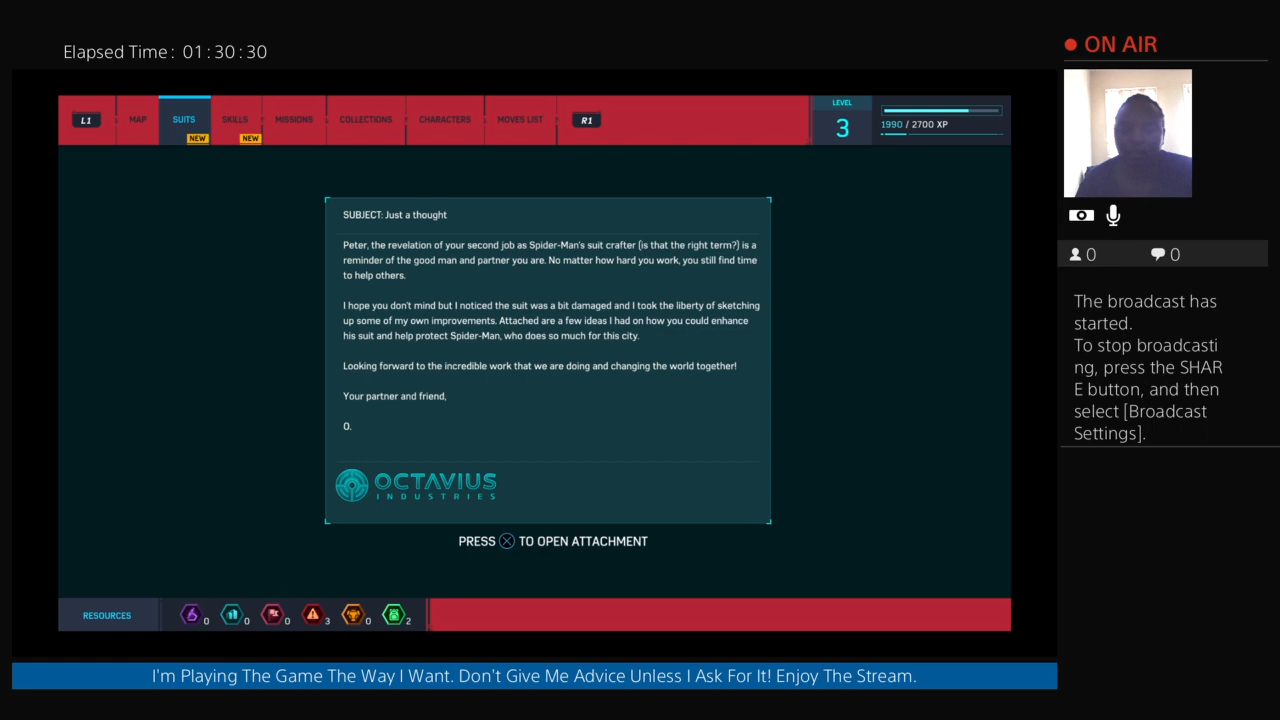 Elapsed Time: 01:30:30
ON AIR
L1 MAP SUITS SKILLS MISSIONS COLLECTIONS CHARACTERS MOVES LIST R1
NEW NEW
LEVEL
3
1990 / 2700 XP
SUBJECT: Just a thought
Peter, the revelation of your second job as Spider-Man's suit crafter (is that the right term?) is a
reminder of the good man and partner you are. No matter how hard you work, you still find time
to help others.
I hope you don't mind but I noticed the suit was a bit damaged and I took the liberty of sketching
up some of my own improvements. Attached are a few ideas I had on how you could enhance
his suit and help protect Spider-Man, who does so much for this city.
Looking forward to the incredible work that we are doing and changing the world together!
Your partner and friend,
O.
OCTAVIUS
INDUSTRIES
PRESS TO OPEN ATTACHMENT
RESOURCES 0 0 0 3 0 2
0 0
The broadcast has
started.
To stop broadcasti
ng, press the SHAR
E button, and then
select [Broadcast
Settings].
I'm Playing The Game The Way I Want. Don't Give Me Advice Unless I Ask For It! Enjoy The Stream.